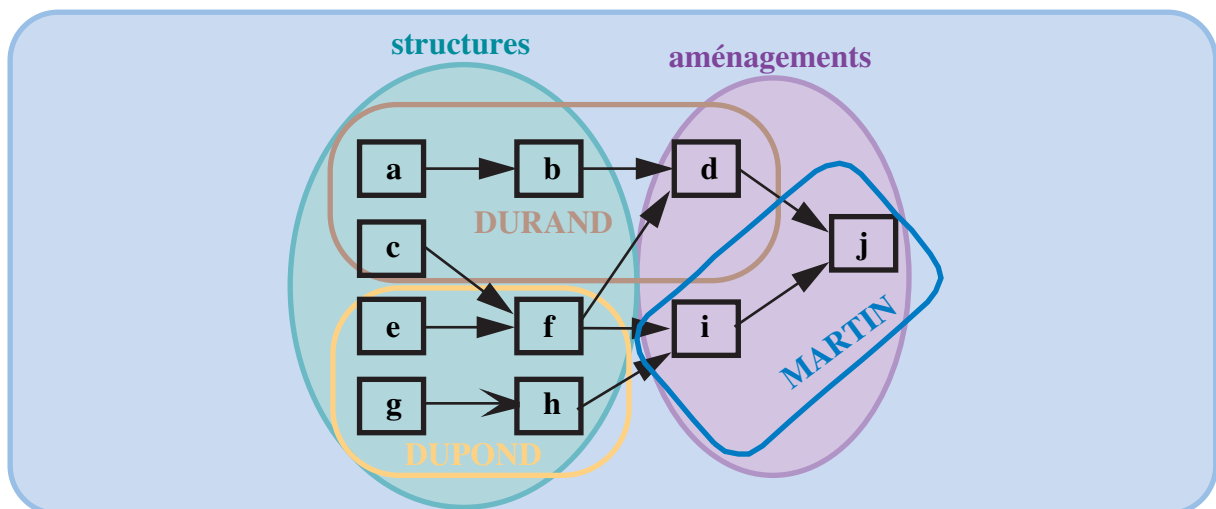 structures
aménagements
a
b
d
DURAND
c
j
e
f
i
MARTIN
g
h
DUPOND